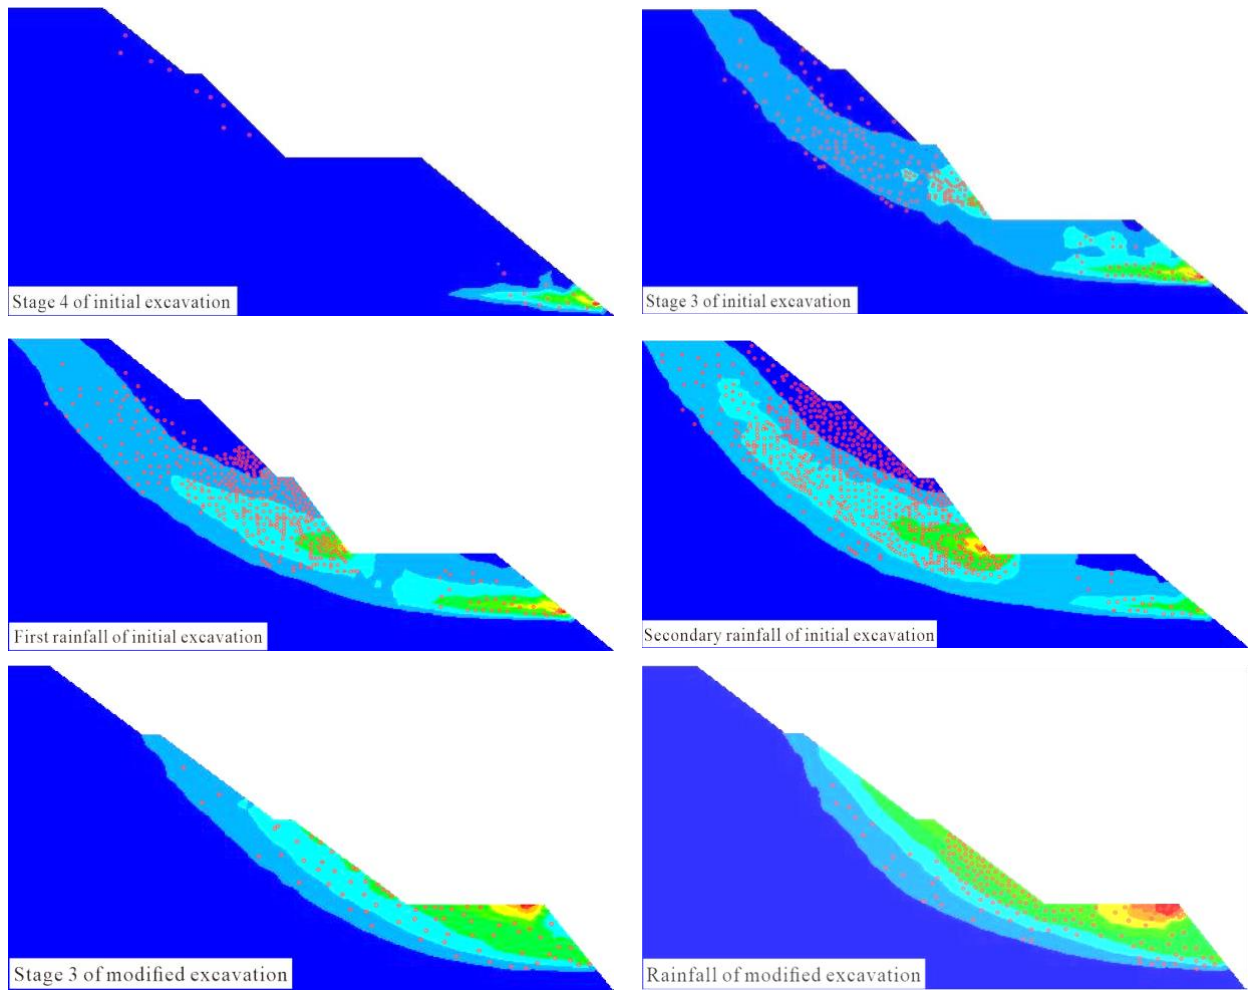 Stage 4 of initial excavation
Stage 3 of initial excavation
First rainfall of initial excavation
Secondary rainfall of initial excavation
Stage 3 of modified excavation
Rainfall of modified excavation